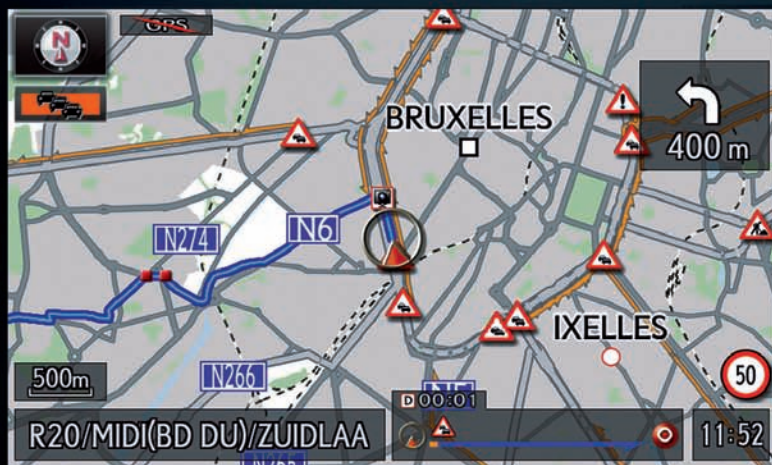 N
GPS
BRUXELLES
400 m
N274
N6
IXELLES
500m
N266
50
D 00:01
R20/MIDI(BD DU)/ZUIDLAA
11:52